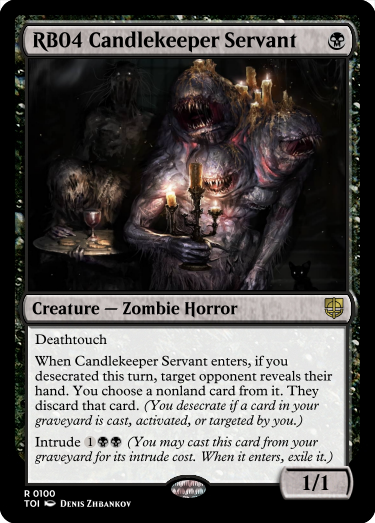 RB04 Candlekeeper Servant
Creature — Zombie Horror
Deathtouch
When Candlekeeper Servant enters, if you
desecrated this turn, target opponent reveals their
hand. You choose a nonland card from it. They
discard that card. (You desecrate if a card in your
graveyard is cast, activated, or targeted by you.)
Intrude 1 (You may cast this card from your
graveyard for its intrude cost. When it enters, exile it.)
1/1
R 0100
TOI Denis Zhbankov